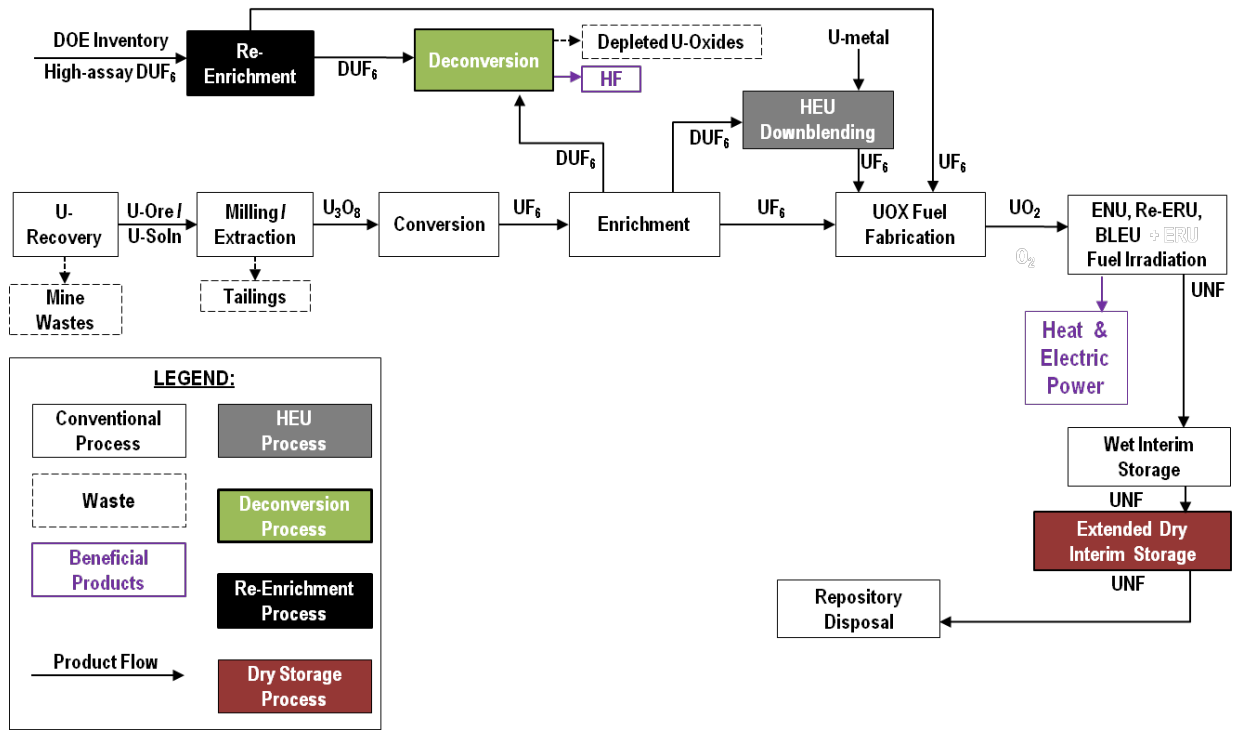 DOE Inventory
High-assay DUF₆
Re-
Enrichment
DUF₆
Deconversion
Depleted U-Oxides
HF
U-metal
HEU
Downblending
DUF₆
DUF₆
UF₆
UF₆
U-
Recovery
U-Ore /
U-Soln
Milling /
Extraction
U₃O₈
Conversion
UF₆
Enrichment
UF₆
UOX Fuel
Fabrication
UO₂
O₂
ENU, Re-ERU,
BLEU + ERU
Fuel Irradiation
Mine
Wastes
Tailings
UNF
Heat &
Electric
Power
Wet Interim
Storage
UNF
Extended Dry
Interim Storage
UNF
Repository
Disposal
LEGEND:
Conventional
Process
HEU
Process
Waste
Deconversion
Process
Beneficial
Products
Re-Enrichment
Process
Product Flow
Dry Storage
Process